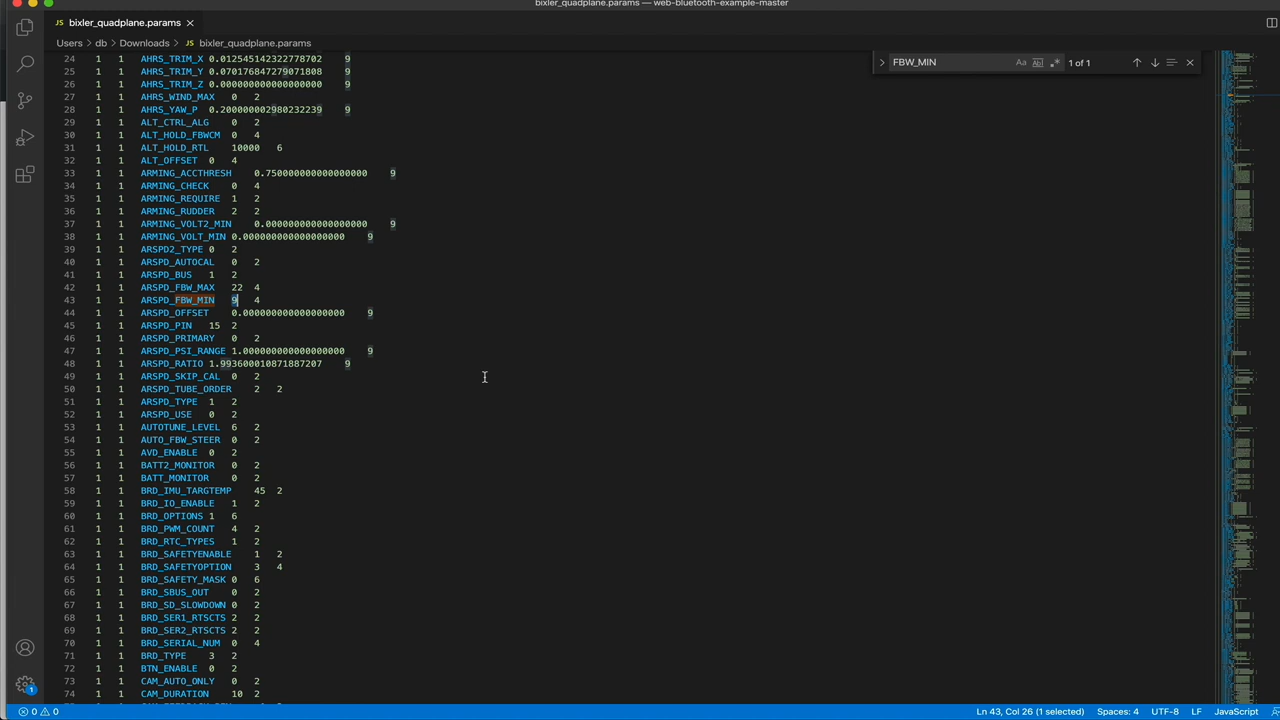 bixler_quadplane.params — web-bluetooth-example-master
JS bixler_quadplane.params ×
Users > db > Downloads > JS bixler_quadplane.params
FBW_MIN Aa Ab .* 1 of 1
24 1 1 AHRS_TRIM_X 0.012545142322778702 9
25 1 1 AHRS_TRIM_Y 0.070176847279071808 9
26 1 1 AHRS_TRIM_Z 0.000000000000000000 9
27 1 1 AHRS_WIND_MAX 0 2
28 1 1 AHRS_YAW_P 0.200000002980232239 9
29 1 1 ALT_CTRL_ALG 0 2
30 1 1 ALT_HOLD_FBWCM 0 4
31 1 1 ALT_HOLD_RTL 10000 6
32 1 1 ALT_OFFSET 0 4
33 1 1 ARMING_ACCTHRESH 0.750000000000000000 9
34 1 1 ARMING_CHECK 0 4
35 1 1 ARMING_REQUIRE 1 2
36 1 1 ARMING_RUDDER 2 2
37 1 1 ARMING_VOLT2_MIN 0.000000000000000000 9
38 1 1 ARMING_VOLT_MIN 0.000000000000000000 9
39 1 1 ARSPD2_TYPE 0 2
40 1 1 ARSPD_AUTOCAL 0 2
41 1 1 ARSPD_BUS 1 2
42 1 1 ARSPD_FBW_MAX 22 4
43 1 1 ARSPD_FBW_MIN 9 4
44 1 1 ARSPD_OFFSET 0.000000000000000000 9
45 1 1 ARSPD_PIN 15 2
46 1 1 ARSPD_PRIMARY 0 2
47 1 1 ARSPD_PSI_RANGE 1.000000000000000000 9
48 1 1 ARSPD_RATIO 1.993600010871887207 9
49 1 1 ARSPD_SKIP_CAL 0 2
50 1 1 ARSPD_TUBE_ORDER 2 2
51 1 1 ARSPD_TYPE 1 2
52 1 1 ARSPD_USE 0 2
53 1 1 AUTOTUNE_LEVEL 6 2
54 1 1 AUTO_FBW_STEER 0 2
55 1 1 AVD_ENABLE 0 2
56 1 1 BATT2_MONITOR 0 2
57 1 1 BATT_MONITOR 0 2
58 1 1 BRD_IMU_TARGTEMP 45 2
59 1 1 BRD_IO_ENABLE 1 2
60 1 1 BRD_OPTIONS 1 6
61 1 1 BRD_PWM_COUNT 4 2
62 1 1 BRD_RTC_TYPES 1 2
63 1 1 BRD_SAFETYENABLE 1 2
64 1 1 BRD_SAFETYOPTION 3 4
65 1 1 BRD_SAFETY_MASK 0 6
66 1 1 BRD_SBUS_OUT 0 2
67 1 1 BRD_SD_SLOWDOWN 0 2
68 1 1 BRD_SER1_RTSCTS 2 2
69 1 1 BRD_SER2_RTSCTS 2 2
70 1 1 BRD_SERIAL_NUM 0 4
71 1 1 BRD_TYPE 3 2
72 1 1 BTN_ENABLE 0 2
73 1 1 CAM_AUTO_ONLY 0 2
74 1 1 CAM_DURATION 10 2
1
0 0 Ln 43, Col 26 (1 selected) Spaces: 4 UTF-8 LF JavaScript